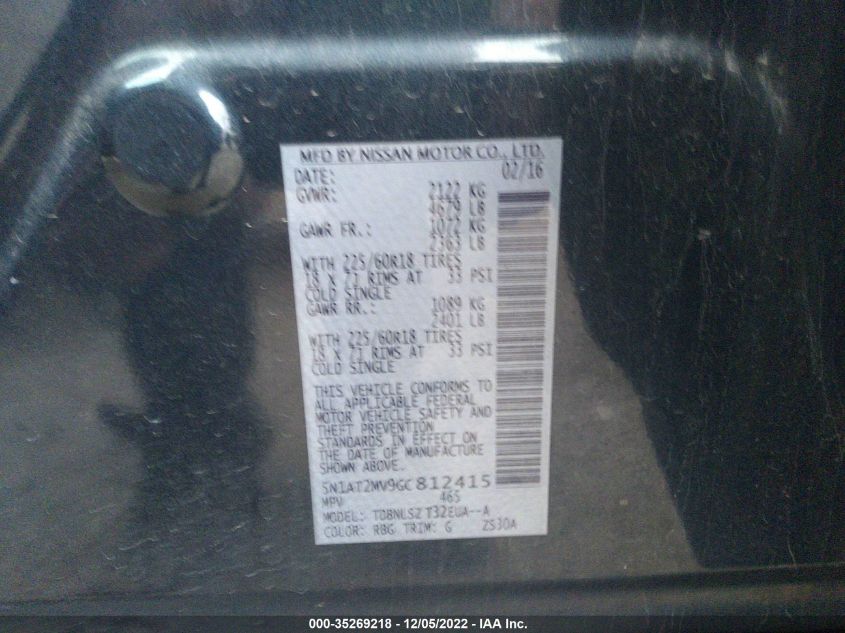 MFD BY NISSAN MOTOR CO., LTD.
DATE: 02/16
GVWR: 2122 KG
4679 LB
GAWR FR.: 1072 KG
2363 LB
WITH 225/60R18 TIRES
18 X 7J RIMS AT 33 PSI
COLD SINGLE
GAWR RR.: 1089 KG
2401 LB
WITH 225/60R18 TIRES
18 X 7J RIMS AT 33 PSI
COLD SINGLE
THIS VEHICLE CONFORMS TO
ALL APPLICABLE FEDERAL
MOTOR VEHICLE SAFETY AND
THEFT PREVENTION
STANDARDS IN EFFECT ON
THE DATE OF MANUFACTURE
SHOWN ABOVE.
5N1AT2MV9GC812415
MPV 465
MODEL: TDBNLSZ T32EUA--A
COLOR: RBG TRIM: G ZS30A
000-35269218 - 12/05/2022 - IAA Inc.